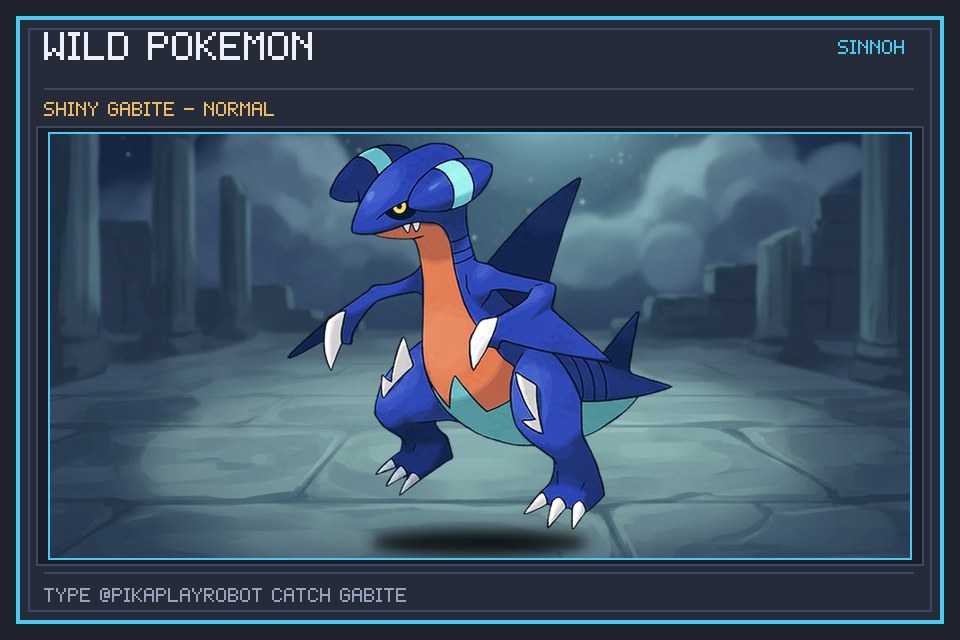 WILD POKEMON
SINNOH
SHINY GABITE - NORMAL
TYPE @PIKAPLAYROBOT CATCH GABITE